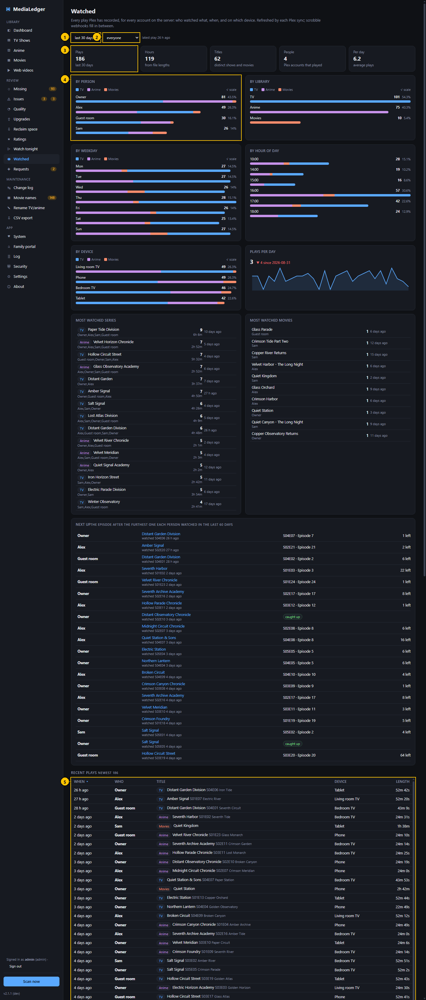 MediaLedger
LIBRARY
Dashboard
TV Shows
Anime
Movies
Web videos
REVIEW
Missing 93
Issues 3 3
Quality
Upgrades
Reclaim space
Ratings
Watch tonight
Watched
Requests 2
MAINTENANCE
Change log
Movie names 148
Rename TV/anime
CSV export
APP
System
Family portal
Log
Security
Settings
About
Signed in as admin (admin) ·
Sign out
Scan now
v2.1.1 (dev)
Watched
Every play Plex has recorded, for every account on the server: who watched what, when, and on which device. Refreshed by each Plex sync; scrobble
webhooks fill in between.
1 last 30 days 2 everyone latest play 26 h ago
3
Plays
186
last 30 days
Hours
119
from file lengths
Titles
62
distinct shows and movies
People
4
Plex accounts that played
Per day
6.2
average plays
4
BY PERSON
TV Anime Movies √ scale
Owner 81 43.5%
Alex 49 26.3%
Guest room 30 16.1%
Sam 26 14%
BY LIBRARY
TV Anime Movies √ scale
TV 101 54.3%
Anime 75 40.3%
Movies 10 5.4%
BY WEEKDAY
TV Anime Movies √ scale
Mon 27 14.5%
Tue 27 14.5%
Wed 26 14%
Thu 28 15.1%
Fri 26 14%
Sat 25 13.4%
Sun 27 14.5%
BY HOUR OF DAY
10:00 28 15.1%
14:00 19 10.2%
15:00 16 8.6%
16:00 57 30.6%
17:00 42 22.6%
18:00 24 12.9%
BY DEVICE
TV Anime Movies √ scale
Living room TV 49 26.3%
Phone 49 26.3%
Bedroom TV 46 24.7%
Tablet 42 22.6%
PLAYS PER DAY
3 ▼ 4 since 2026-08-31
MOST WATCHED SERIES
TV Paper Tide Division 9 10 days ago
Owner,Alex,Sam,Guest room 6h 6m
Anime Velvet Horizon Chronicle 7 5 days ago
Owner,Alex,Sam,Guest room 2h 52m
TV Hollow Circuit Street 7 4 days ago
Guest room,Owner,Sam,Alex 5h 32m
Anime Glass Observatory Academy 7 6 days ago
Alex,Owner,Sam,Guest room 2h 52m
TV Distant Garden 7 7 days ago
Owner,Alex 3h 37m
TV Amber Signal 7 27 h ago
Owner,Guest room,Alex 4h 50m
TV Salt Signal 6 4 days ago
Alex,Sam,Owner 4h 26m
TV Lost Atlas Division 6 5 days ago
Alex,Sam,Owner,Guest room 4h 9m
TV Distant Garden Division 6 26 h ago
Alex,Guest room,Sam,Owner 4h 48m
Anime Velvet River Chronicle 5 2 days ago
Owner,Alex,Guest room 2h 1m
Anime Velvet Meridian 5 4 days ago
Alex,Sam,Guest room,Owner 2h 3m
Anime Quiet Signal Academy 5 12 days ago
Owner,Alex 2h 2m
TV Iron Horizon Street 5 11 days ago
Sam,Alex,Owner 2h 42m
TV Electric Parade Division 5 6 days ago
Owner,Sam 3h 54m
TV Winter Observatory 4 17 days ago
Sam,Alex,Guest room 2h 41m
MOST WATCHED MOVIES
Glass Parade 1 6 days ago
Guest room
Crimson Tide Part Two 1 12 days ago
Sam
Copper River Returns 1 15 days ago
Sam
Velvet Harbor - The Long Night 1 6 days ago
Alex
Quiet Kingdom 1 2 days ago
Sam
Glass Orchard 1 9 days ago
Alex
Crimson Harbor 1 6 days ago
Alex
Quiet Station 1 3 days ago
Owner
Quiet Canyon - The Long Night 1 9 days ago
Sam
Copper Observatory Returns 1 11 days ago
Owner
NEXT UPTHE EPISODE AFTER THE FURTHEST ONE EACH PERSON WATCHED IN THE LAST 60 DAYS
Owner Distant Garden Division S04E07 · Episode 7 1 left
watched S04E06 26 h ago
Alex Amber Signal S02E21 · Episode 21 2 left
watched S02E20 27 h ago
Guest room Distant Garden Division S04E02 · Episode 2 6 left
watched S04E01 28 h ago
Alex Seventh Harbor S01E03 · Episode 3 22 left
watched S01E02 2 days ago
Guest room Velvet River Chronicle S01E24 · Episode 24 1 left
watched S01E23 2 days ago
Owner Seventh Archive Academy S02E17 · Episode 17 8 left
watched S02E16 2 days ago
Alex Hollow Parade Chronicle S03E12 · Episode 12 1 left
watched S03E11 2 days ago
Owner Distant Observatory Chronicle caught up
watched S02E10 3 days ago
Alex Midnight Circuit Chronicle S02E08 · Episode 8 6 left
watched S02E07 3 days ago
Alex Quiet Station & Sons S04E08 · Episode 8 16 left
watched S04E07 3 days ago
Owner Electric Station S05E05 · Episode 5 6 left
watched S05E04 3 days ago
Owner Northern Lantern S04E05 · Episode 5 6 left
watched S04E04 3 days ago
Alex Broken Circuit S04E10 · Episode 10 4 left
watched S04E09 4 days ago
Owner Crimson Canyon Chronicle S03E09 · Episode 9 1 left
watched S03E08 4 days ago
Alex Seventh Archive Academy S02E17 · Episode 17 8 left
watched S02E16 4 days ago
Owner Velvet Meridian S03E11 · Episode 11 3 left
watched S03E10 4 days ago
Owner Crimson Foundry S01E19 · Episode 19 5 left
watched S01E18 4 days ago
Sam Salt Signal S05E02 · Episode 2 4 left
watched S05E01 4 days ago
Owner Salt Signal caught up
watched S05E05 4 days ago
Guest room Hollow Circuit Street S03E20 · Episode 20 64 left
watched S03E19 4 days ago
RECENT PLAYS NEWEST 186
5
WHEN ▼ WHO TITLE DEVICE LENGTH
26 h ago Owner TV Distant Garden Division S04E06 Iron Tide Tablet 52m 42s
27 h ago Alex TV Amber Signal S01E07 Electric River Living room TV 52m 20s
28 h ago Guest room TV Distant Garden Division S04E01 Seventh Circuit Bedroom TV 43m 9s
2 days ago Alex Anime Seventh Harbor S01E02 Seventh Tide Bedroom TV 24m 31s
2 days ago Sam Movies Quiet Kingdom Tablet 1h 38m
2 days ago Guest room Anime Velvet River Chronicle S01E23 Glass Monarch Phone 24m 10s
2 days ago Owner Anime Seventh Archive Academy S02E11 Crimson Garden Bedroom TV 24m 14s
2 days ago Alex Anime Hollow Parade Chronicle S03E11 Lost Monarch Bedroom TV 24m 25s
3 days ago Owner Anime Distant Observatory Chronicle S02E10 Broken Canyon Phone 24m 19s
3 days ago Alex Anime Midnight Circuit Chronicle S02E07 Crimson Meridian Phone 24m 0s
3 days ago Alex TV Quiet Station & Sons S04E07 Paper Station Bedroom TV 43m 53s
3 days ago Owner Movies Quiet Station Phone 2h 42m
3 days ago Owner TV Electric Station S01E13 Copper Orchard Tablet 52m 44s
3 days ago Owner TV Northern Lantern S04E04 Golden Observatory Phone 22m 49s
4 days ago Alex TV Broken Circuit S04E09 Broken Canyon Living room TV 52m 12s
4 days ago Owner Anime Crimson Canyon Chronicle S01E04 Amber Archive Phone 24m 49s
4 days ago Alex Anime Seventh Archive Academy S02E16 Amber Tide Bedroom TV 24m 0s
4 days ago Owner Anime Velvet Meridian S03E10 Paper Circuit Tablet 24m 6s
4 days ago Owner Anime Crimson Foundry S01E09 Seventh River Bedroom TV 24m 14s
4 days ago Sam TV Salt Signal S03E02 Amber River Bedroom TV 52m 51s
4 days ago Owner TV Salt Signal S05E05 Crimson Parade Bedroom TV 52m 2s
4 days ago Guest room TV Hollow Circuit Street S03E19 Golden Atlas Tablet 52m 43s
4 days ago Owner Anime Electric Horizon Academy S03E03 Golden Horizon Living room TV 24m 30s
4 days ago Guest room TV Hollow Circuit Street S03E17 Glass Atlas Phone 52m 41s